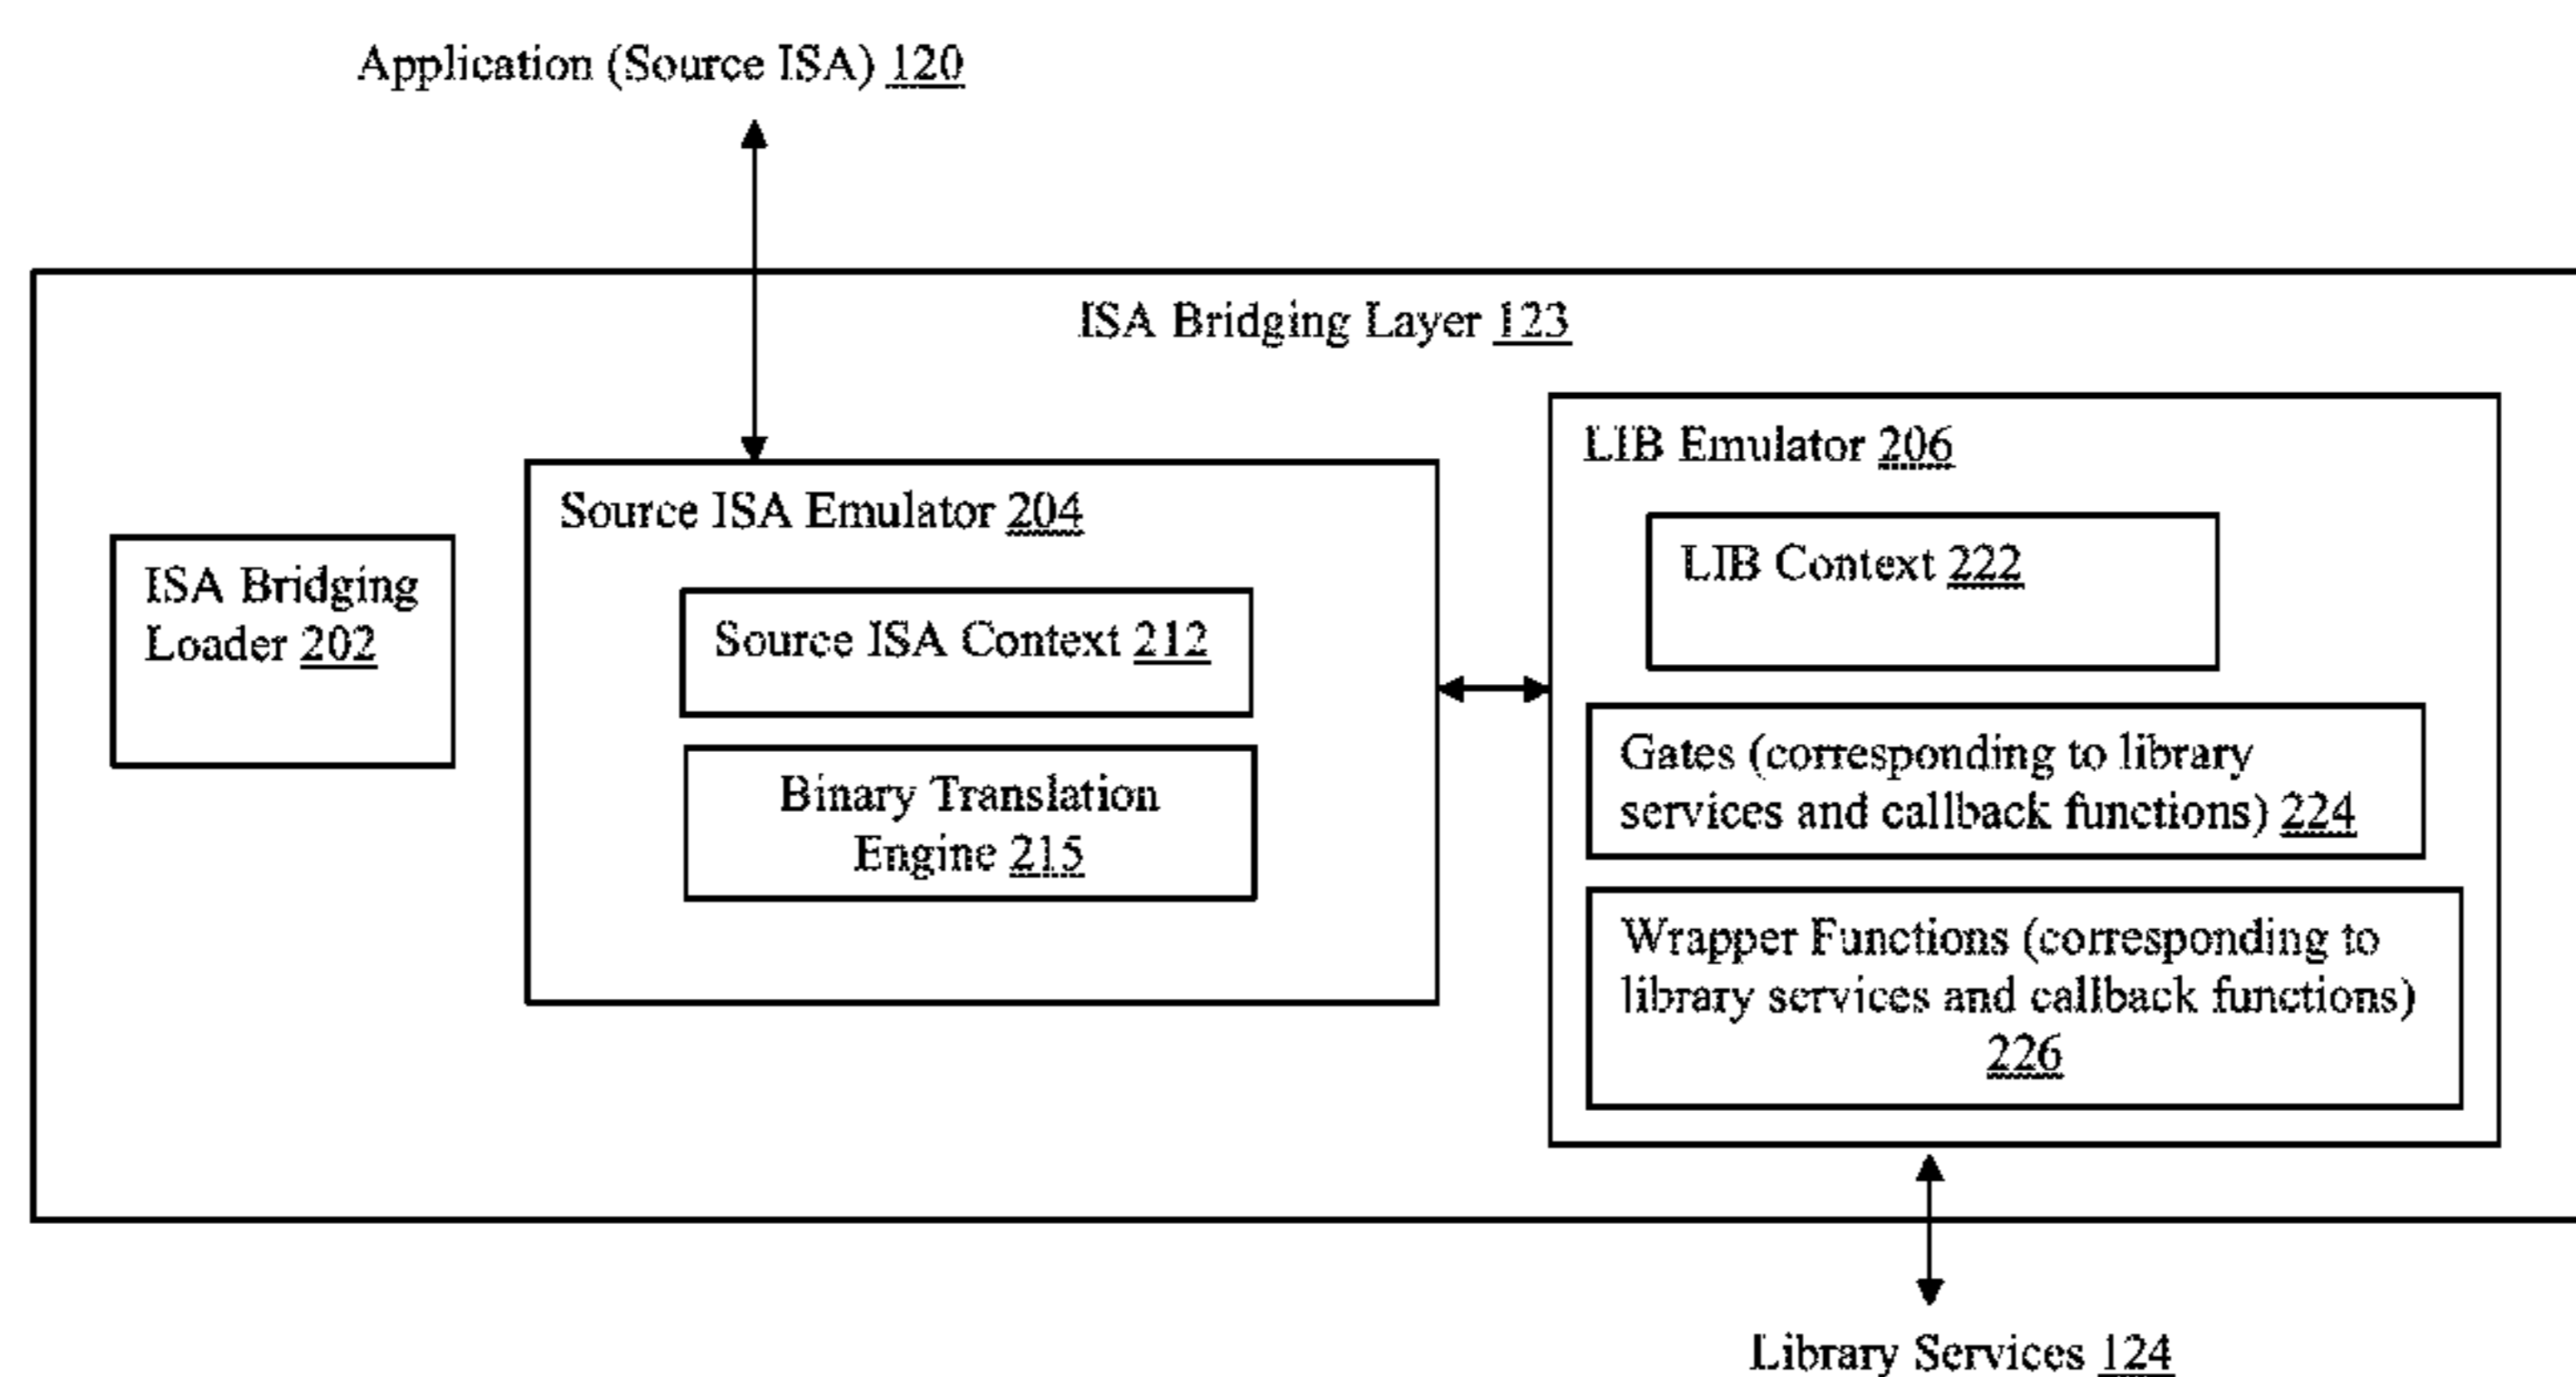 Application (Source ISA) 120
ISA Bridging Layer 123
ISA Bridging
Loader 202
Source ISA Emulator 204
Source ISA Context 212
Binary Translation
Engine 215
LIB Emulator 206
LIB Context 222
Gates (corresponding to library
services and callback functions) 224
Wrapper Functions (corresponding to
library services and callback functions)
226
Library Services 124